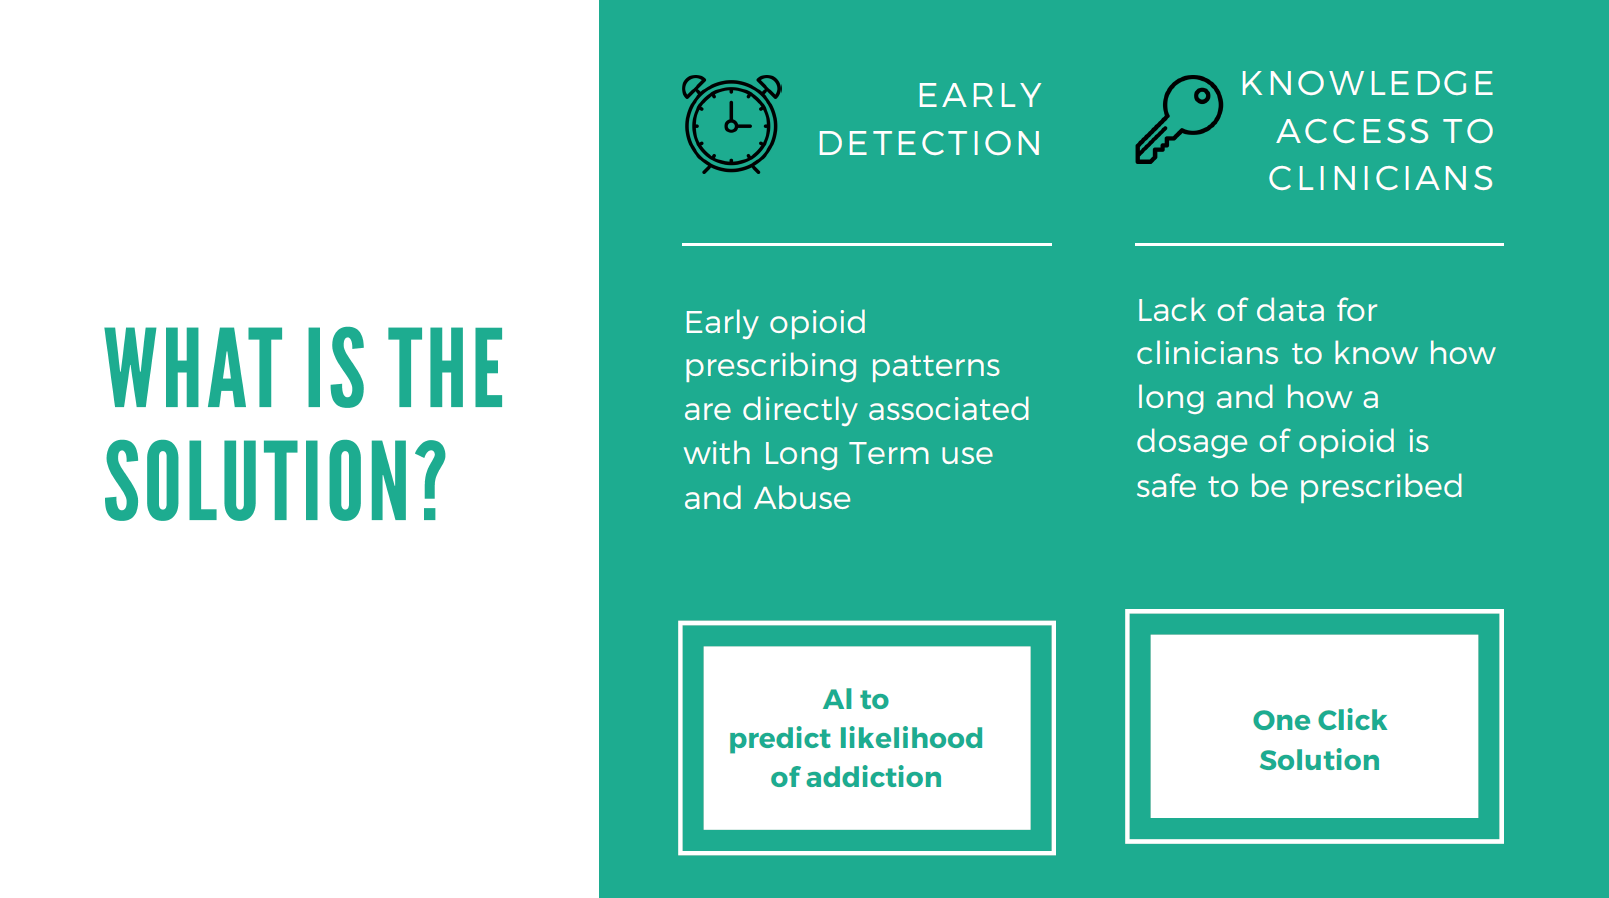 WHAT IS THE
SOLUTION?
EARLY
DETECTION
Early opioid
prescribing patterns
are directly associated
with Long Term use
and Abuse
AI to
predict likelihood
of addiction
KNOWLEDGE
ACCESS TO
CLINICIANS
Lack of data for
clinicians to know how
long and how a
dosage of opioid is
safe to be prescribed
One Click
Solution